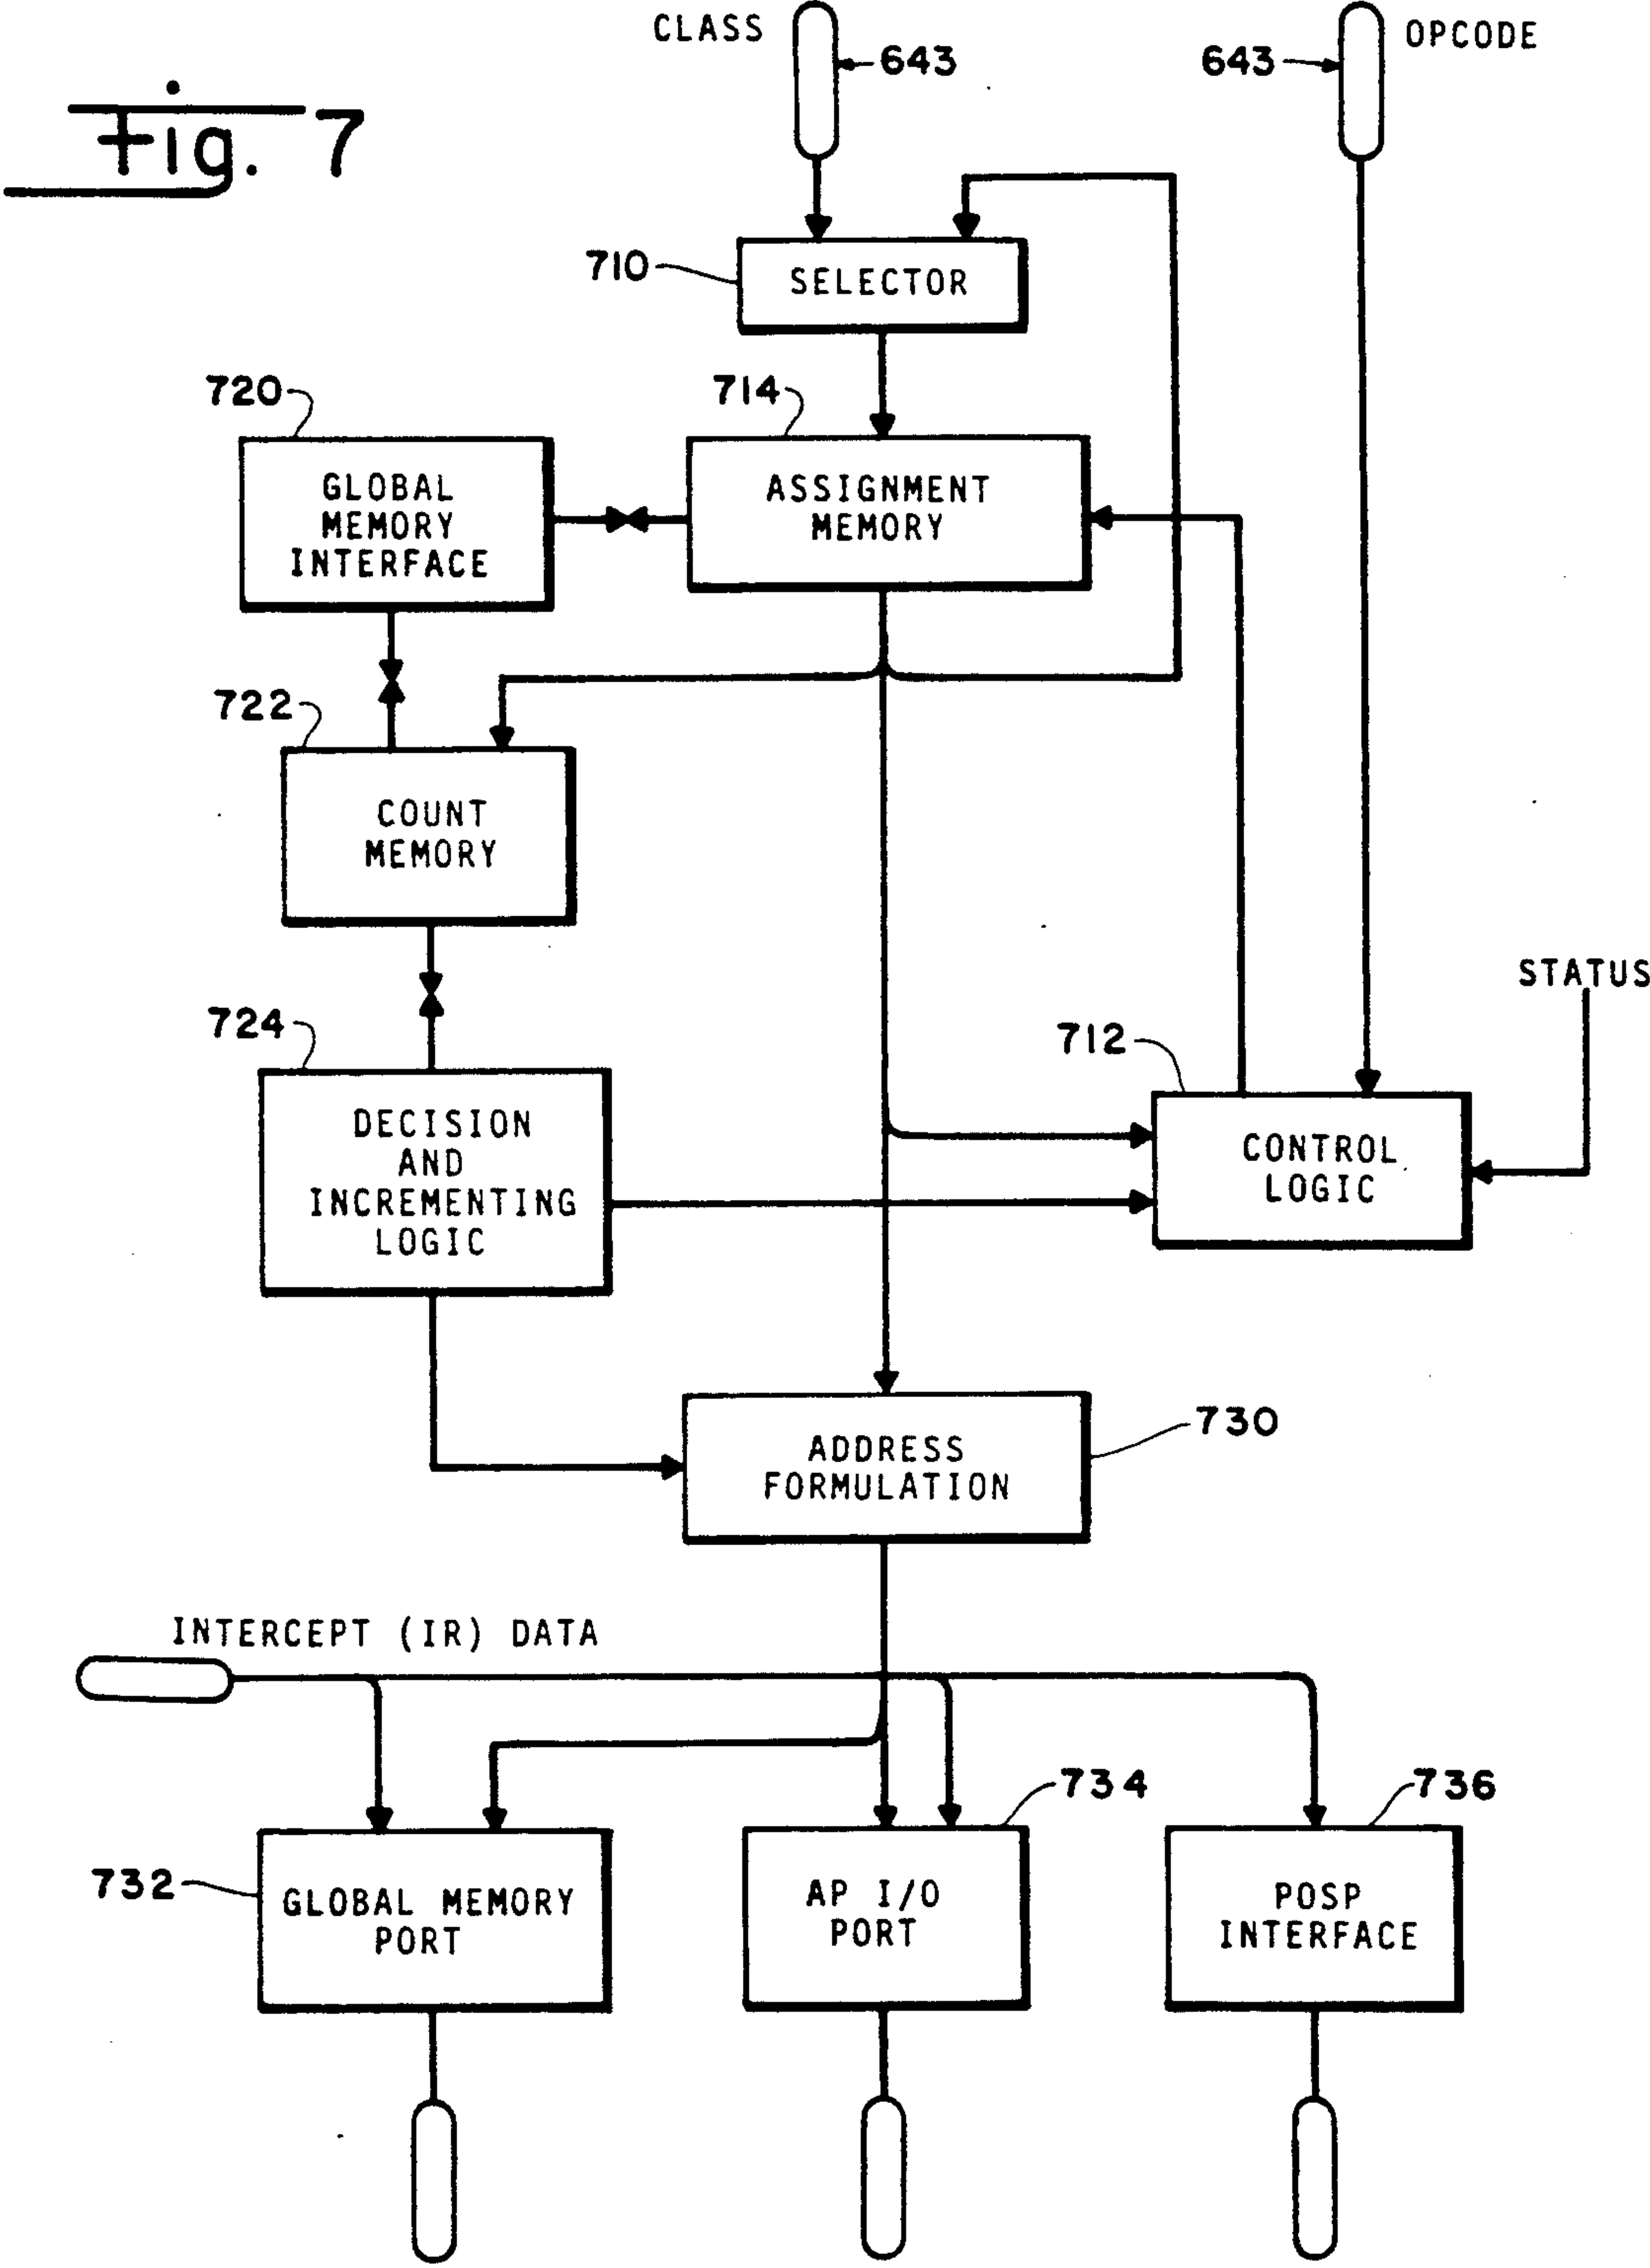 CLASS
643
643
OPCODE
Fig. 7
710
SELECTOR
720
714
GLOBAL
MEMORY
INTERFACE
ASSIGNMENT
MEMORY
722
COUNT
MEMORY
STATUS
724
712
DECISION
AND
INCREMENTING
LOGIC
CONTROL
LOGIC
730
ADDRESS
FORMULATION
INTERCEPT (IR) DATA
734
736
732
GLOBAL MEMORY
PORT
AP I/O
PORT
POSP
INTERFACE